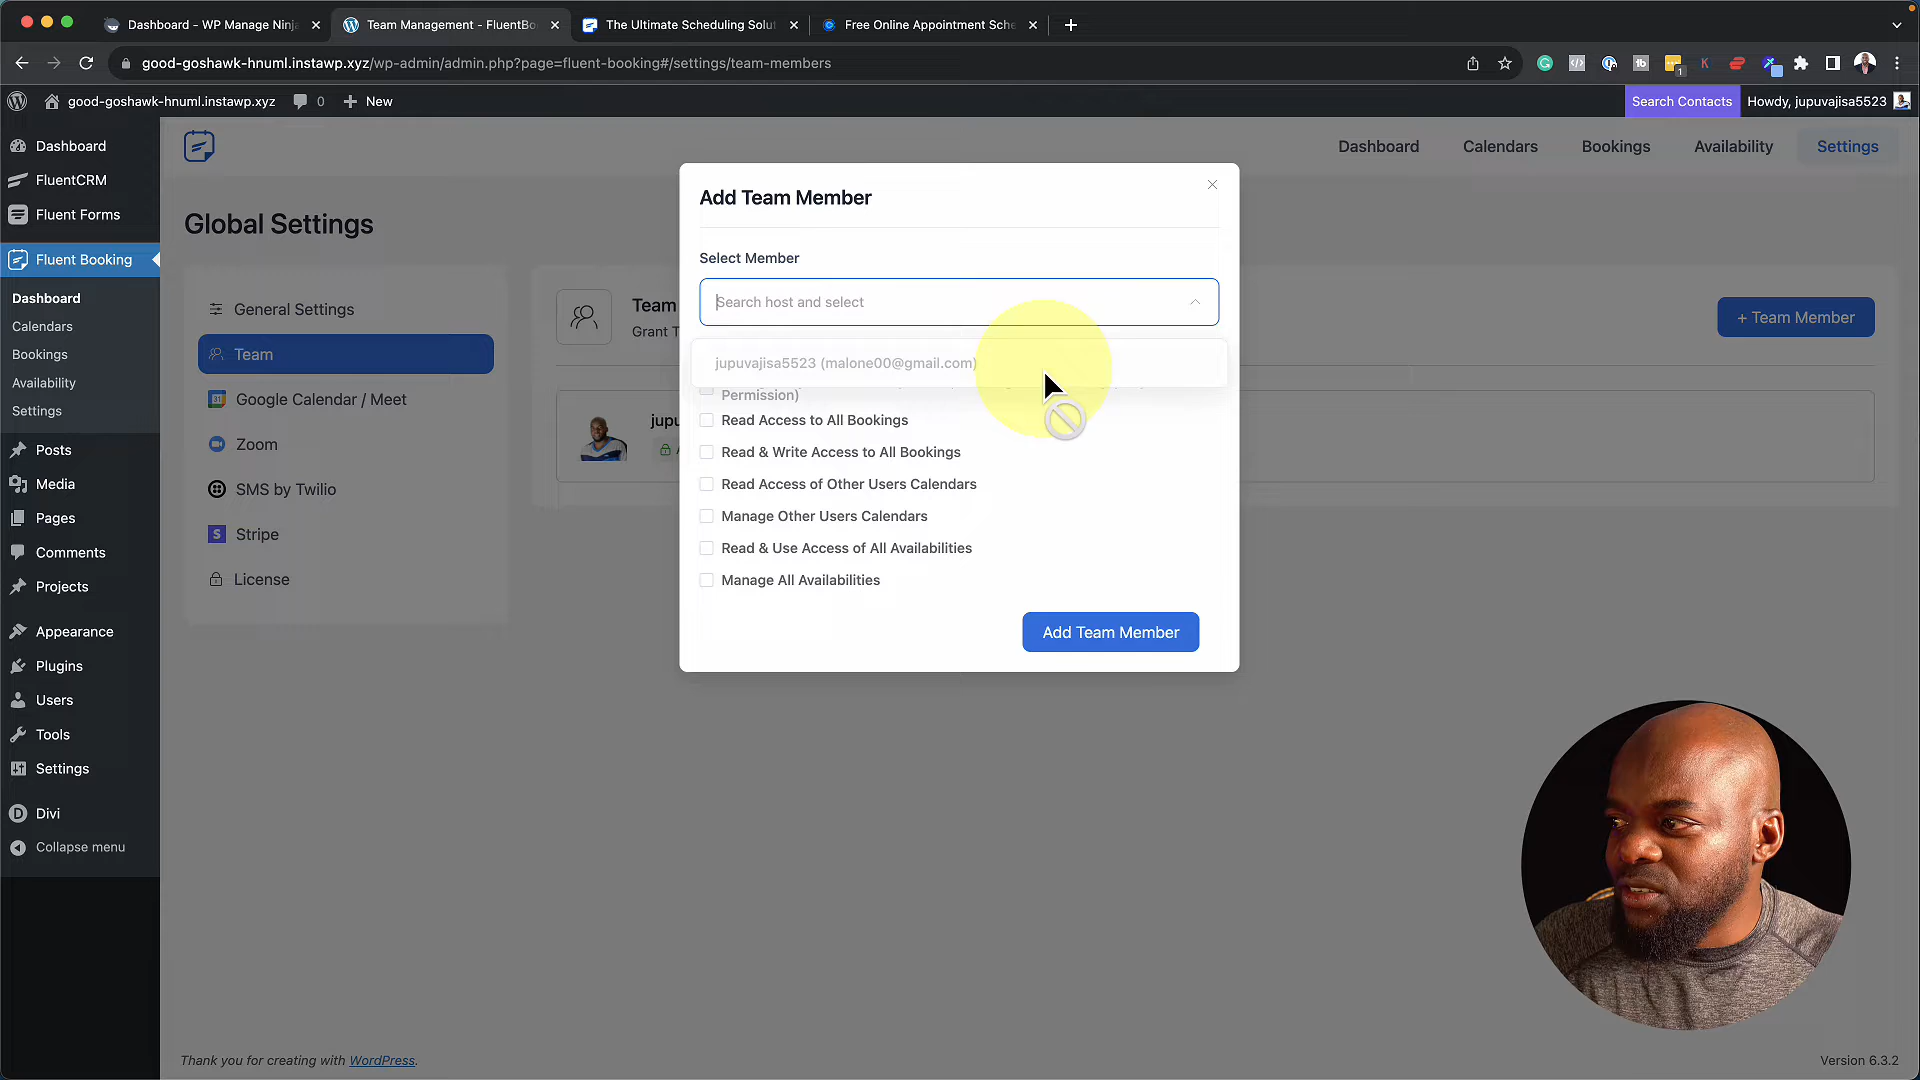 Dashboard - WP Manage Ninja
Team Management - FluentBo
The Ultimate Scheduling Solut
Free Online Appointment Sche
good-goshawk-hnuml.instawp.xyz/wp-admin/admin.php?page=fluent-booking#/settings/team-members
good-goshawk-hnuml.instawp.xyz
0
New
Search Contacts
Howdy, jupuvajisa5523
Dashboard
FluentCRM
Fluent Forms
Fluent Booking
Dashboard
Calendars
Bookings
Availability
Settings
Posts
Media
Pages
Comments
Projects
Appearance
Plugins
Users
Tools
Settings
Divi
Collapse menu
Dashboard
Calendars
Bookings
Availability
Settings
Global Settings
General Settings
Team
Google Calendar / Meet
Zoom
SMS by Twilio
Stripe
License
Team
Grant T
+ Team Member
jupu
Add Team Member
Select Member
Search host and select
jupuvajisa5523 (malone00@gmail.com)
Permission)
Read Access to All Bookings
Read & Write Access to All Bookings
Read Access of Other Users Calendars
Manage Other Users Calendars
Read & Use Access of All Availabilities
Manage All Availabilities
Add Team Member
Thank you for creating with WordPress.
Version 6.3.2